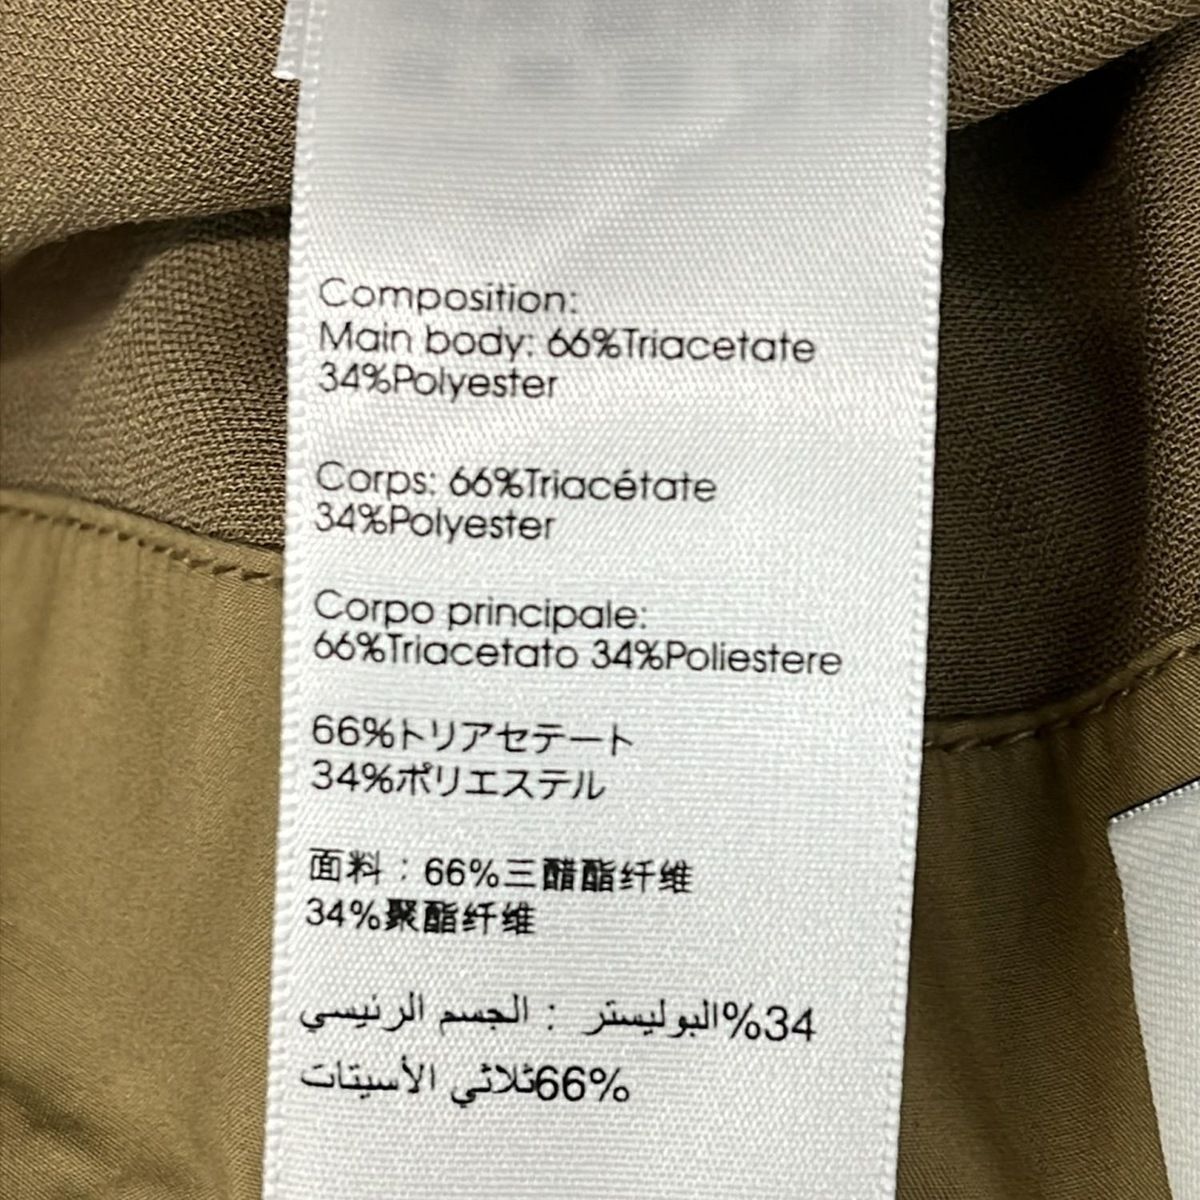 Composition:
Main body: 66%Triacetate
34%Polyester
Corps: 66%Triacétate
34%Polyester
Corpo principale:
66%Triacetato 34%Poliestere
66%トリアセテート
34%ポリエステル
面料：66%三醋酯纤维
34%聚酯纤维
34%البوليستر : الجسم الرئيسي
66%ثلاثي الأسيتات